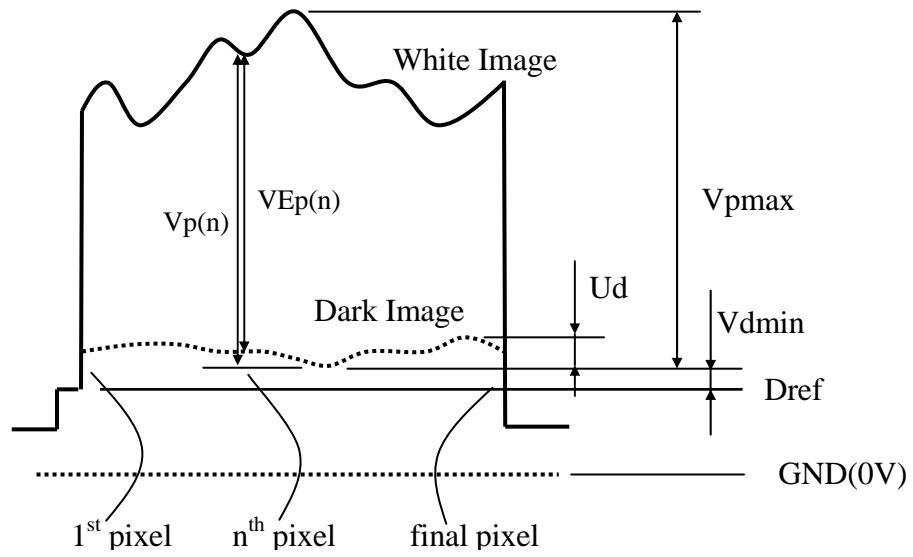 White Image
Vp(n)
VEp(n)
Vpmax
Ud
Dark Image
Vdmin
Dref
GND(0V)
1st pixel
nth pixel
final pixel